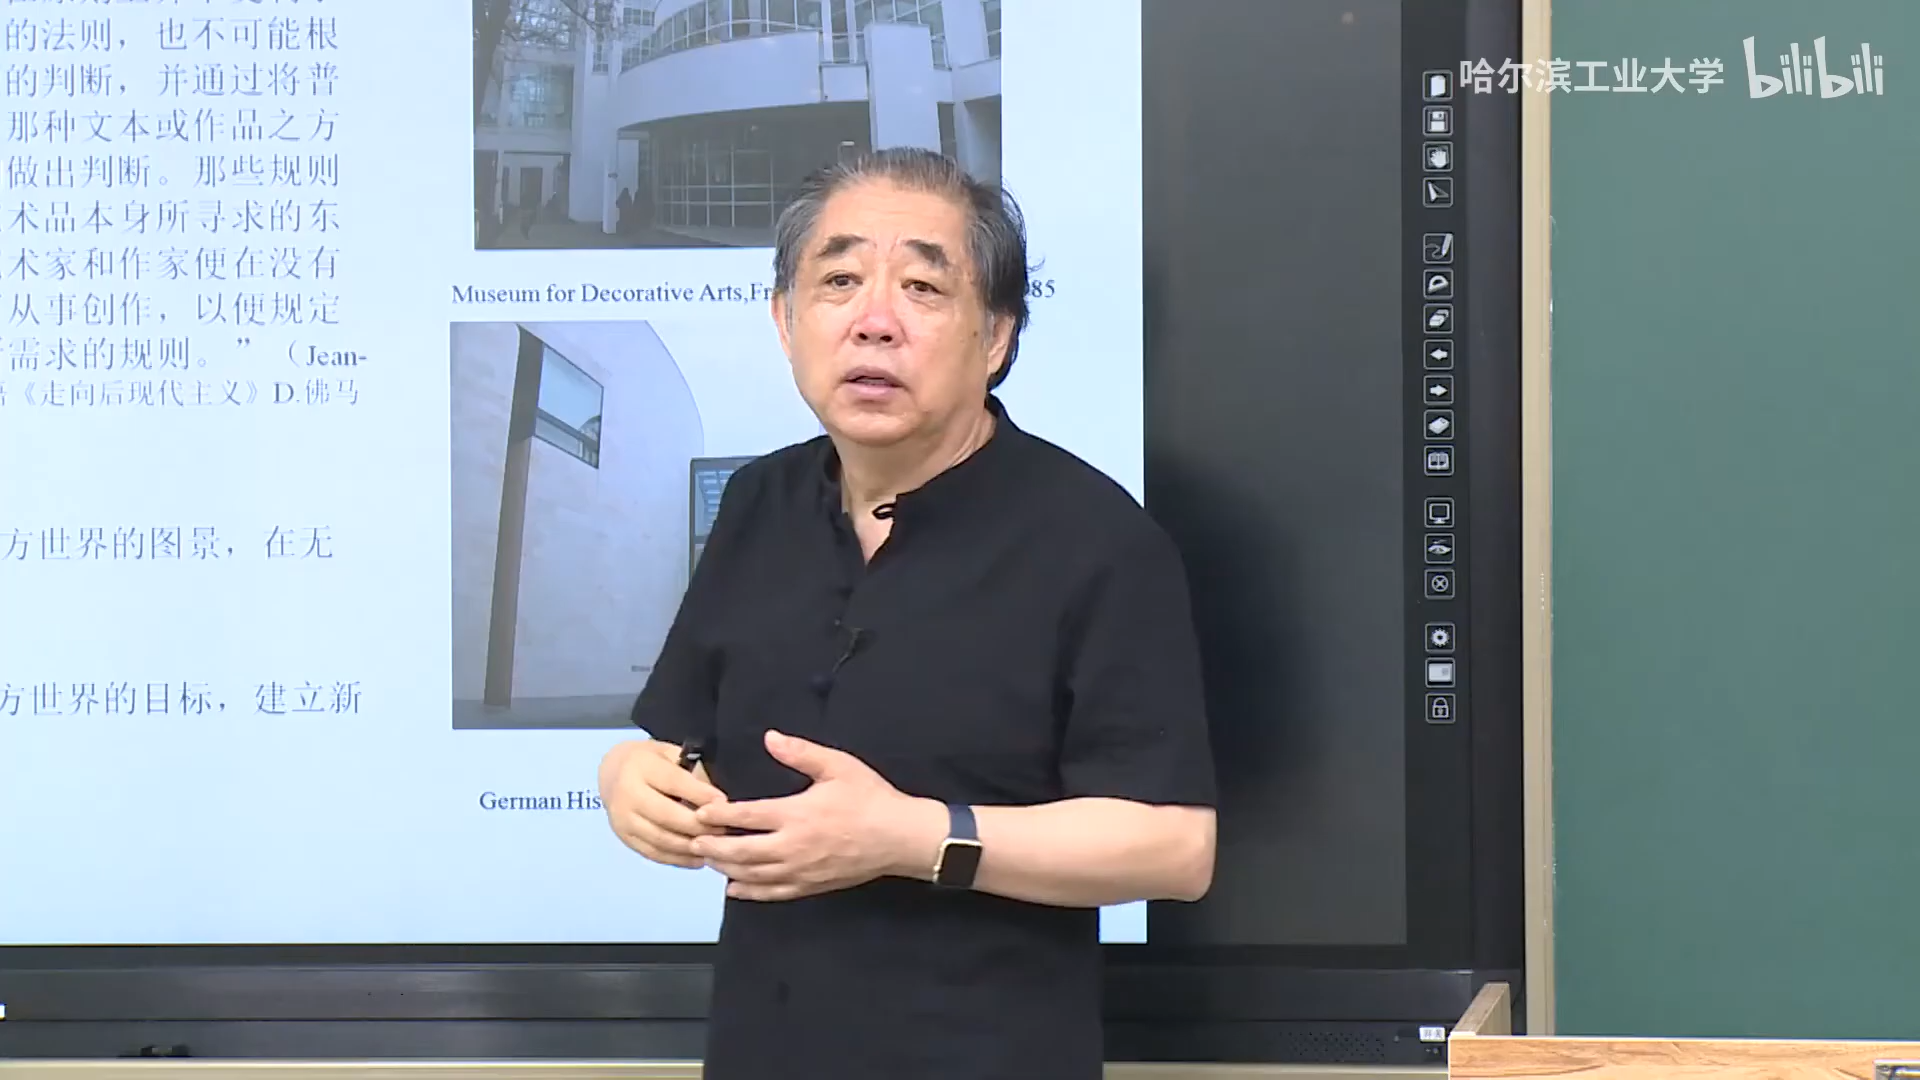 哈尔滨工业大学 bilibili
的法则，也不可能根
的判断，并通过将普
那种文本或作品之方
做出判断。那些规则
术品本身所寻求的东
术家和作家便在没有
从事创作，以便规定
需求的规则。”（Jean-
《走向后现代主义》D.佛马
方世界的图景，在无
方世界的目标，建立新
Museum for Decorative Arts,Fr
85
German His